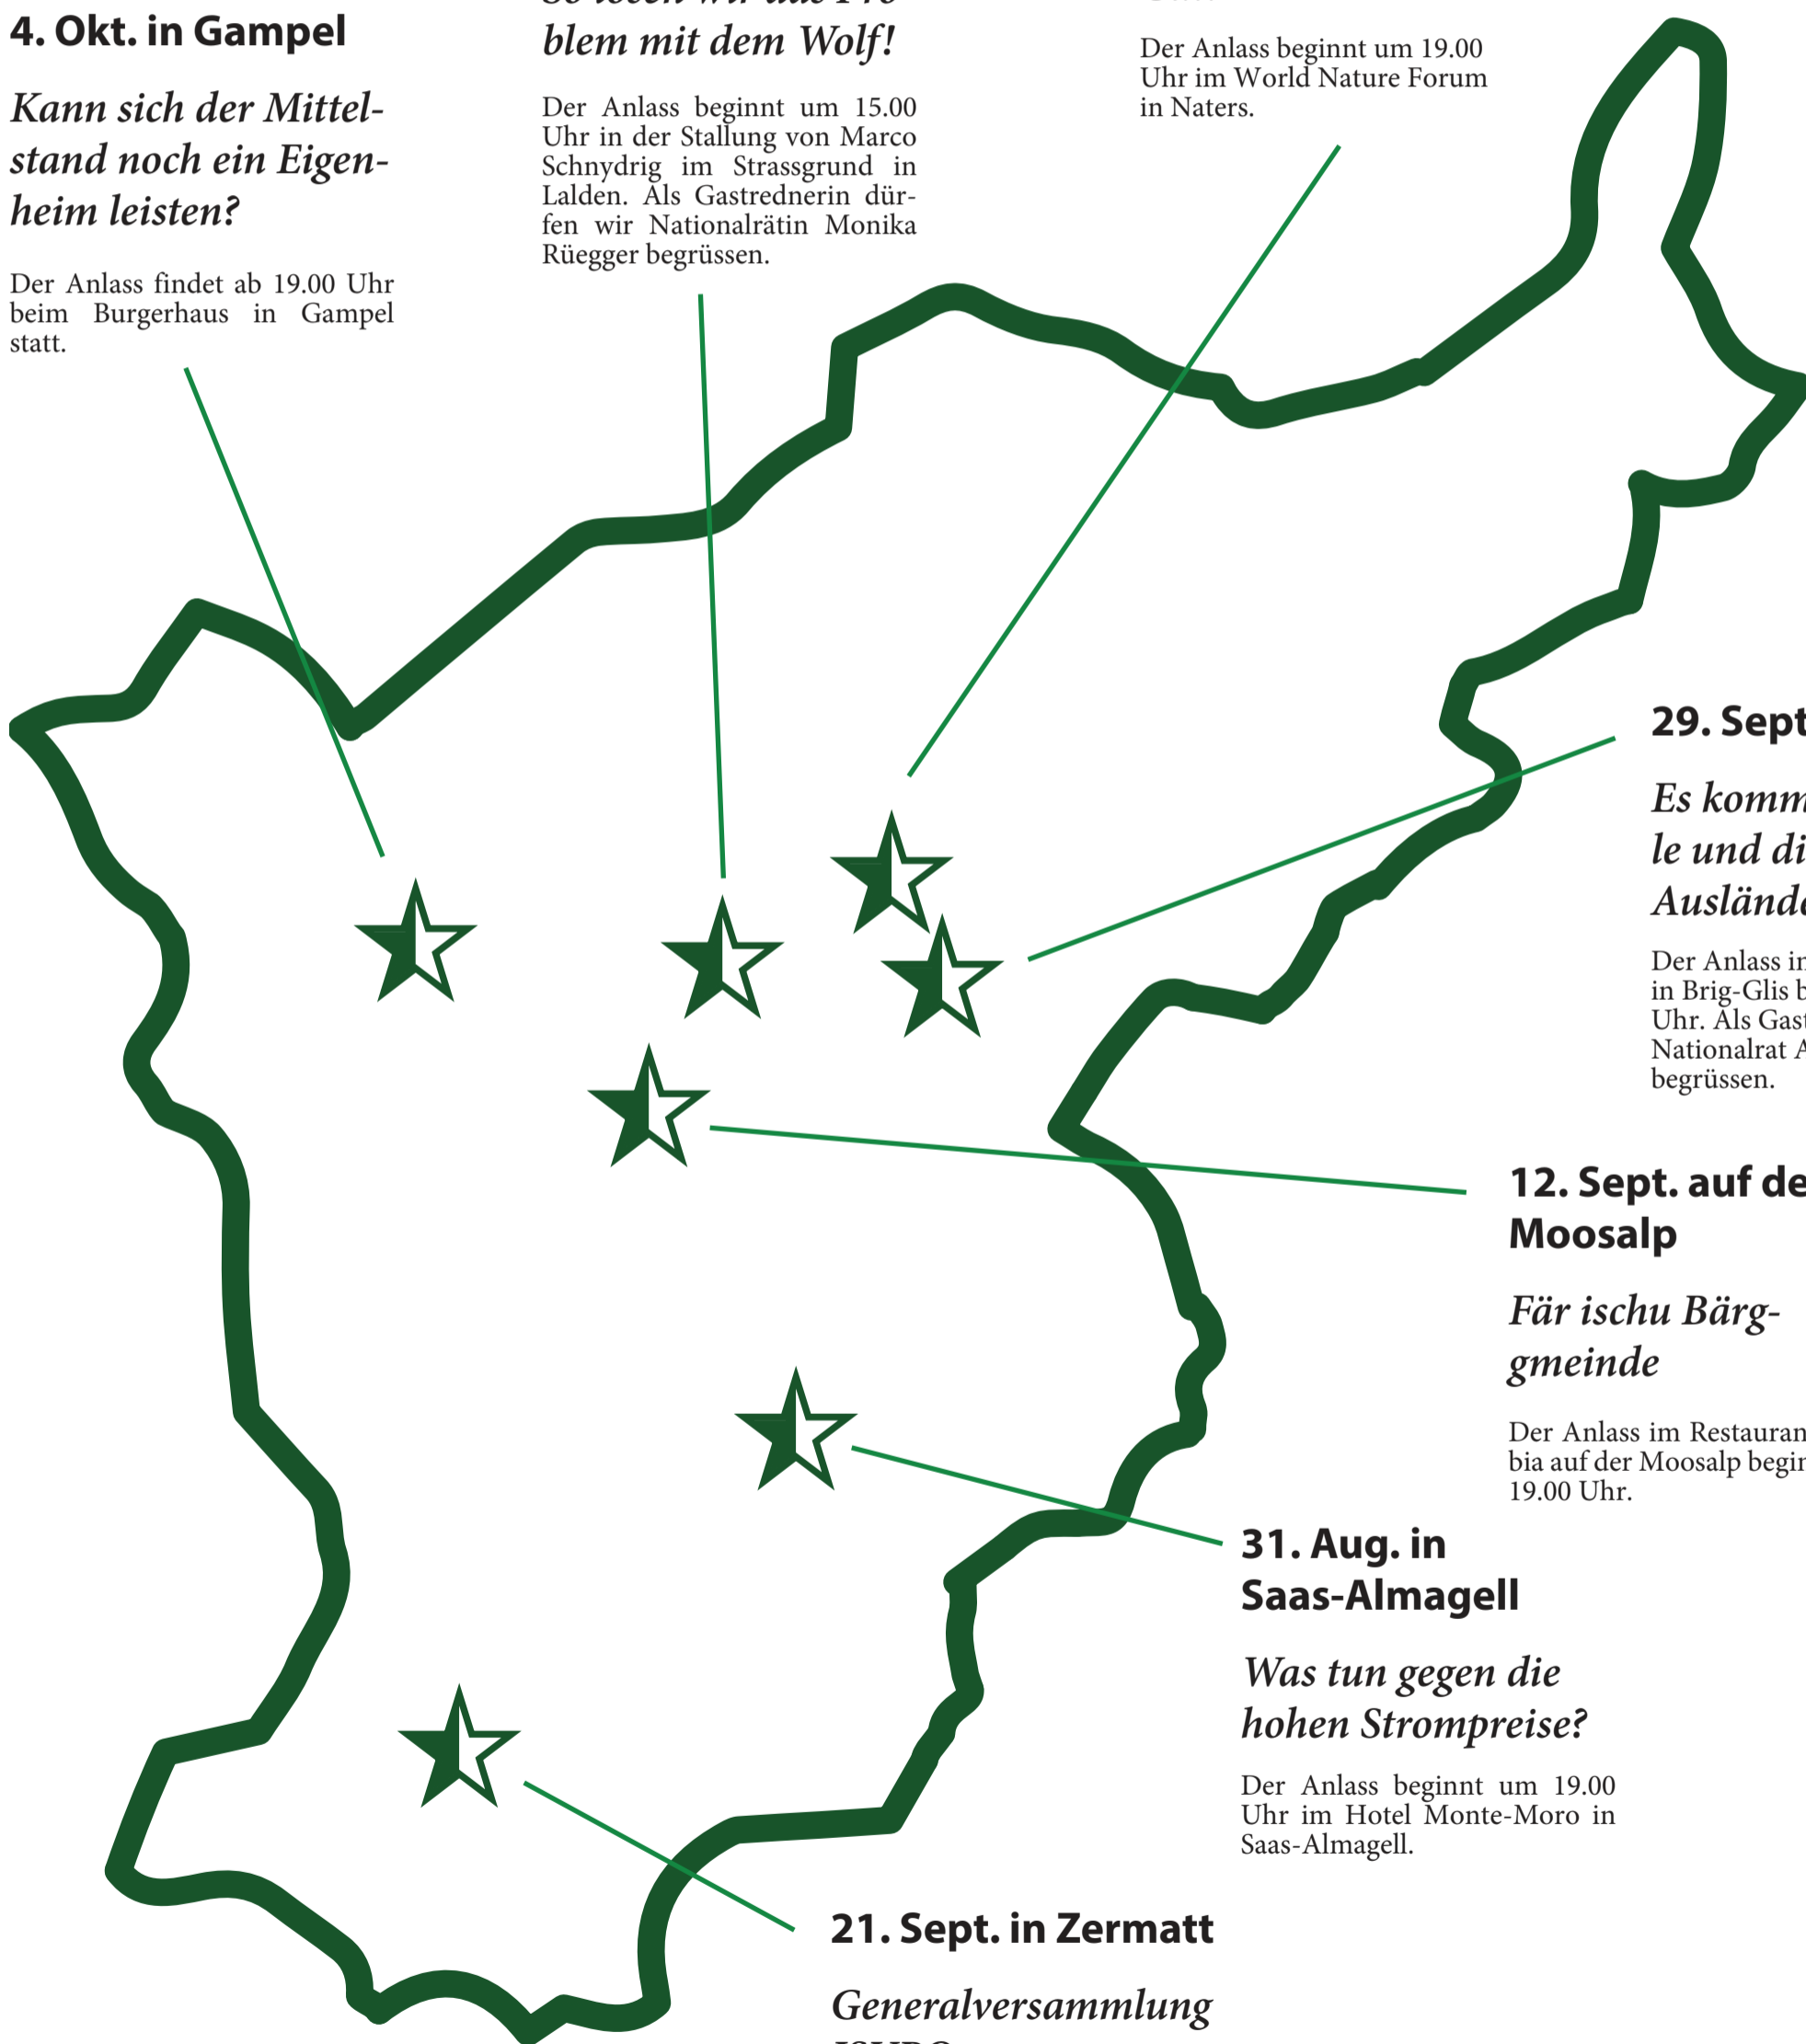 4. Okt. in Gampel
Kann sich der Mittel-
stand noch ein Eigen-
heim leisten?
Der Anlass findet ab 19.00 Uhr
beim Burgerhaus in Gampel
statt.
So lösen wir das Pro-
blem mit dem Wolf!
Der Anlass beginnt um 15.00
Uhr in der Stallung von Marco
Schnydrig im Strassgrund in
Lalden. Als Gastrednerin dür-
fen wir Nationalrätin Monika
Rüegger begrüssen.
Der Anlass beginnt um 19.00
Uhr im World Nature Forum
in Naters.
29. Sept
Es komm
le und di
Ausländ
Der Anlass in
in Brig-Glis b
Uhr. Als Gast
Nationalrat A
begrüssen.
12. Sept. auf de
Moosalp
Fär ischu Bärg-
gmeinde
Der Anlass im Restauran
bia auf der Moosalp begin
19.00 Uhr.
31. Aug. in
Saas-Almagell
Was tun gegen die
hohen Strompreise?
Der Anlass beginnt um 19.00
Uhr im Hotel Monte-Moro in
Saas-Almagell.
21. Sept. in Zermatt
Generalversammlung